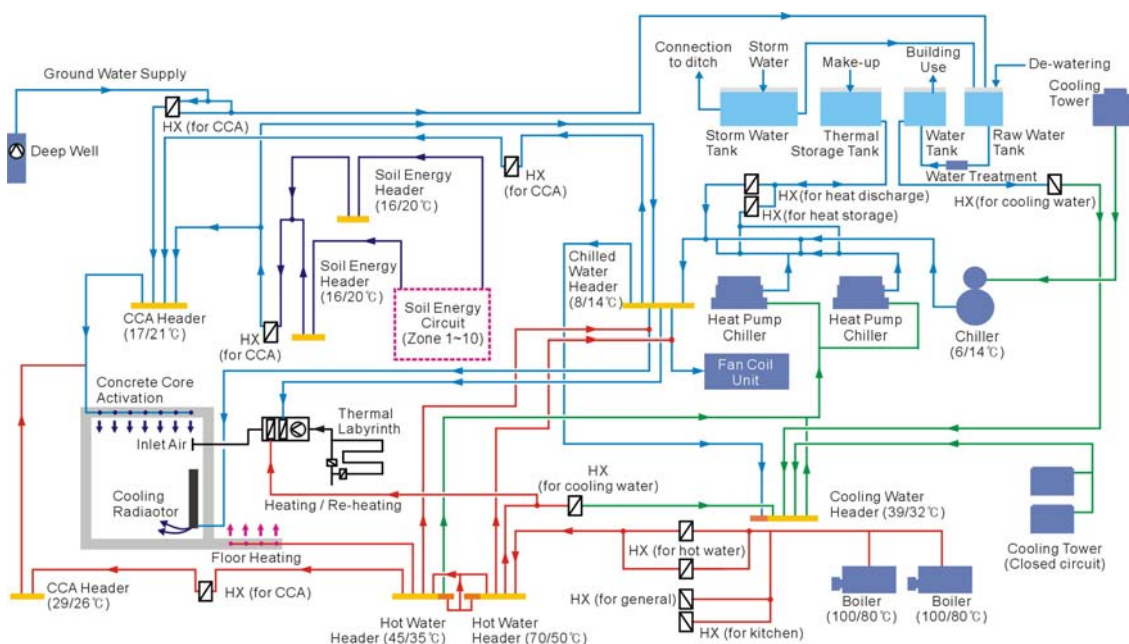 Ground Water Supply
HX (for CCA)
Deep Well
Connection
to ditch
Storm
Water
Make-up
Building
Use
De-watering
Cooling
Tower
Storm Water
Tank
Thermal
Storage Tank
Water
Tank
Raw Water
Tank
Water Treatment
HX (for cooling water)
HX
(for CCA)
Soil Energy
Header
(16/20℃)
HX(for heat discharge)
HX(for heat storage)
Soil Energy
Header
(16/20℃)
Soil Energy
Circuit
(Zone 1~10)
Chilled
Water
Header
(8/14℃)
CCA Header
(17/21℃)
HX
(for CCA)
Heat Pump
Chiller
Heat Pump
Chiller
Chiller
(6/14℃)
Fan Coil
Unit
Concrete Core
Activation
Inlet Air
Thermal
Labyrinth
Cooling
Radiaotor
Heating / Re-heating
HX
(for cooling water)
Cooling Water
Header (39/32℃)
Floor Heating
HX (for hot water)
Cooling Tower
(Closed circuit)
CCA Header
(29/26℃)
HX (for CCA)
HX (for general)
HX (for kitchen)
Boiler
(100/80℃)
Boiler
(100/80℃)
Hot Water
Header (45/35℃)
Hot Water
Header (70/50℃)